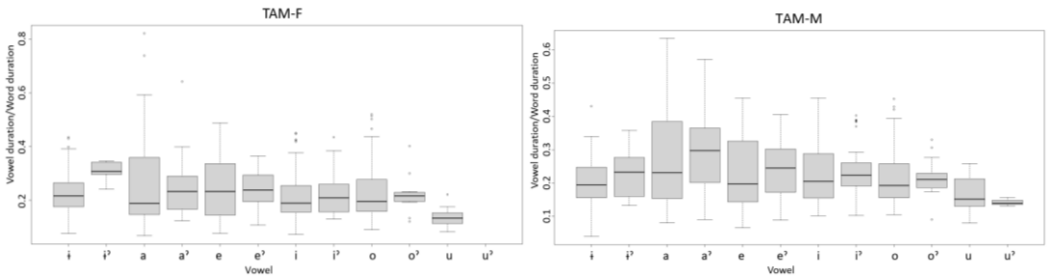 TAM-F
Vowel duration/Word duration
0.8
0.6
0.4
0.2
ɨ ɨˀ a aˀ e eˀ i iˀ o oˀ u uˀ
Vowel
TAM-M
Vowel duration/Word duration
0.6
0.5
0.4
0.3
0.2
0.1
ɨ ɨˀ a aˀ e eˀ i iˀ o oˀ u uˀ
Vowel